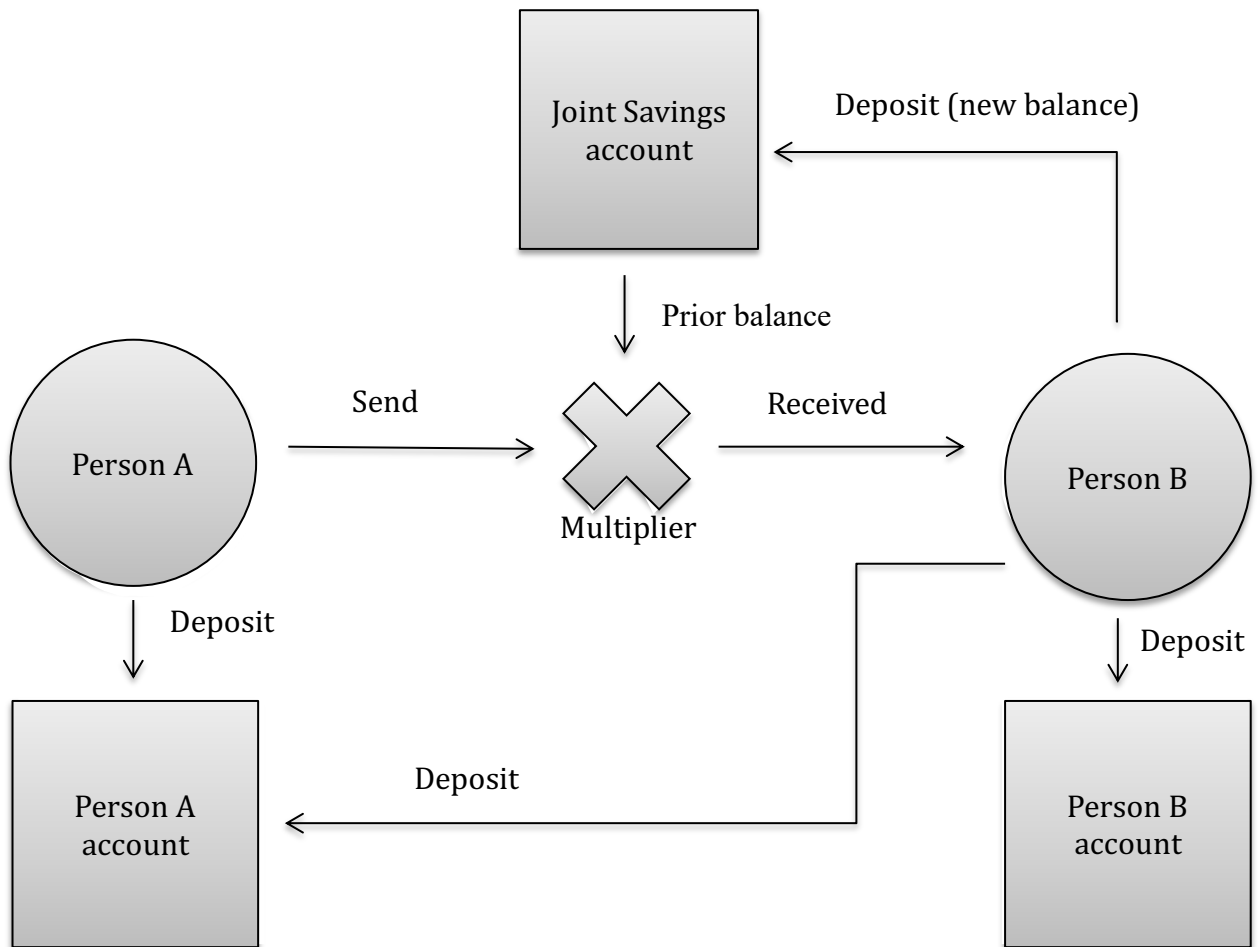 Joint Savings
account
Deposit (new balance)
Prior balance
Send
Received
Person A
Person B
Multiplier
Deposit
Deposit
Deposit
Person A
account
Person B
account